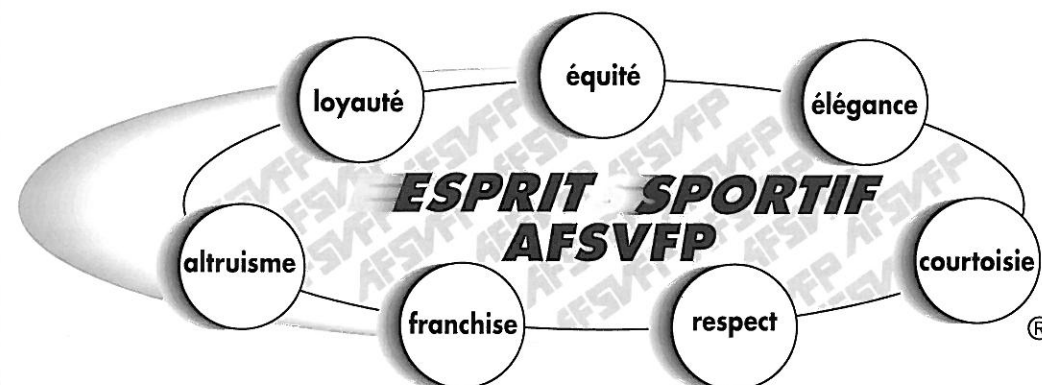 loyauté
équité
élégance
ESPRIT SPORTIF
AFSVFP
altruisme
franchise
respect
courtoisie
®